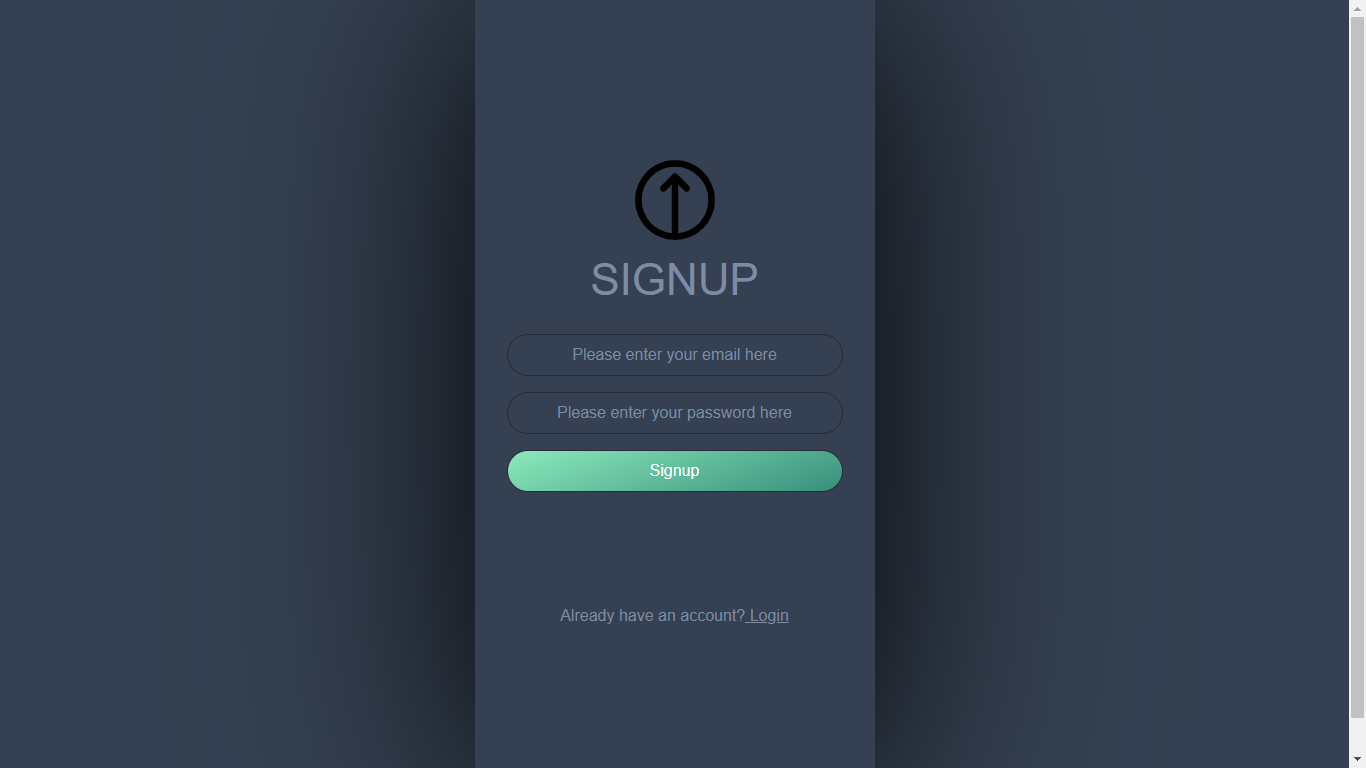 SIGNUP
Please enter your email here
Please enter your password here
Signup
Already have an account? Login